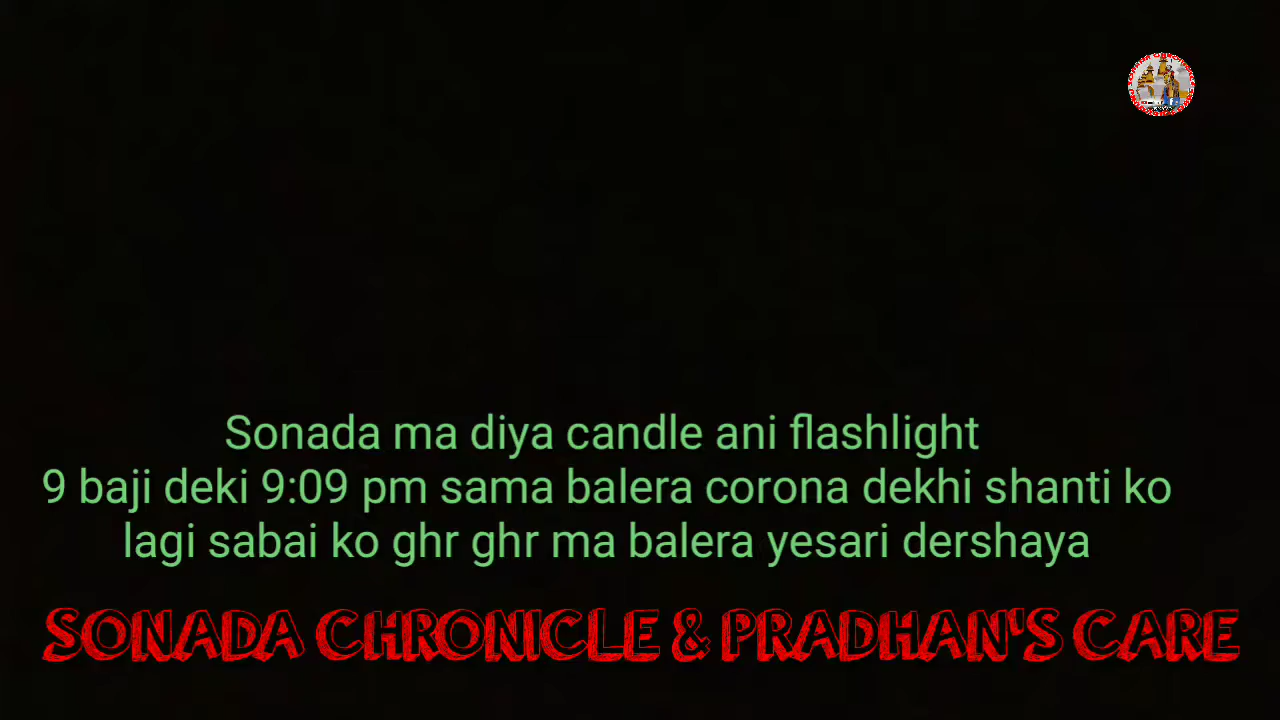 Sonada ma diya candle ani flashlight
9 baji deki 9:09 pm sama balera corona dekhi shanti ko
lagi sabai ko ghr ghr ma balera yesari dershaya
SONADA CHRONICLE & PRADHAN'S CARE